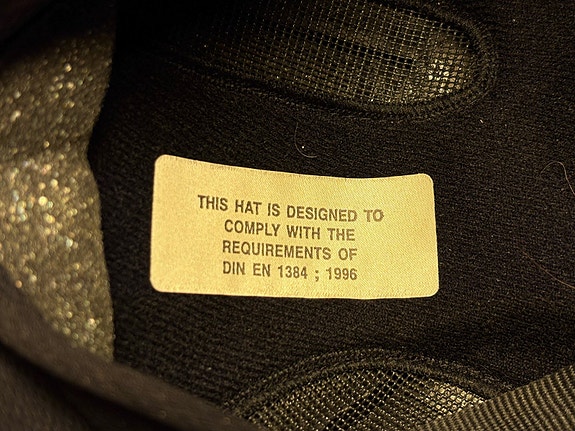 THIS HAT IS DESIGNED TO
COMPLY WITH THE
REQUIREMENTS OF
DIN EN 1384 ; 1996